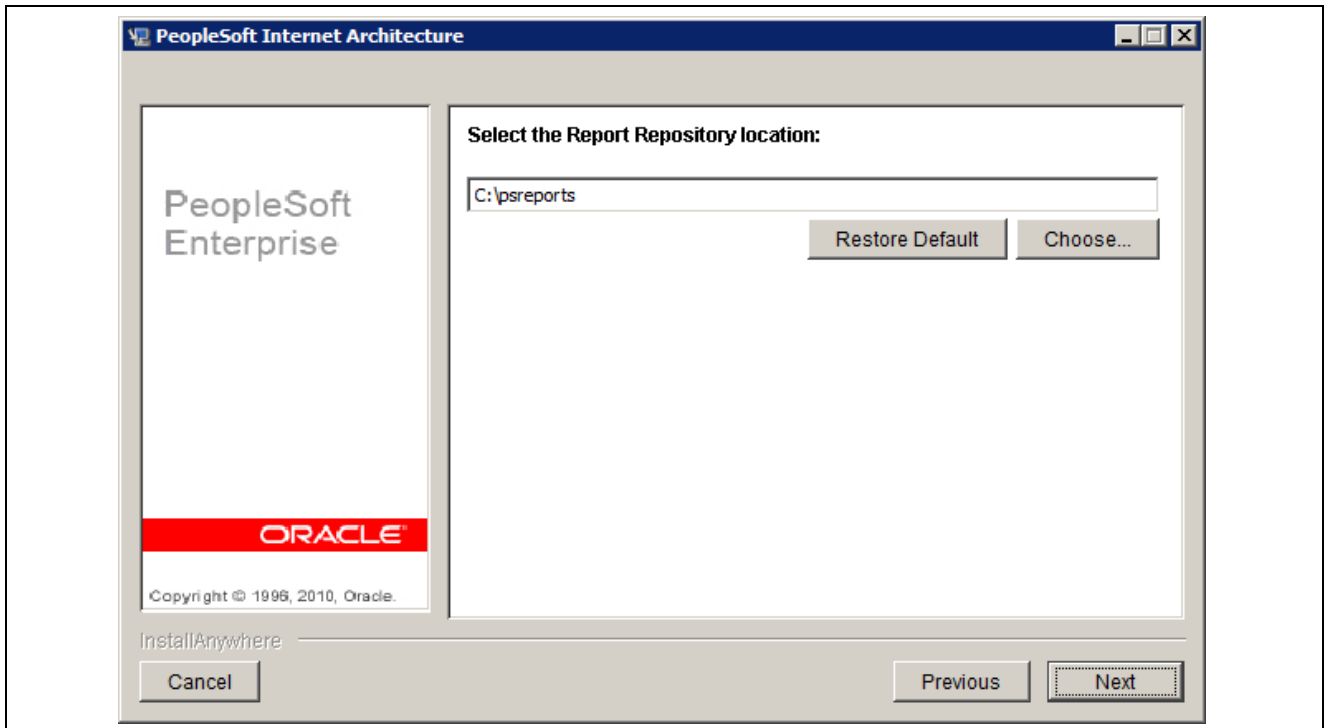 PeopleSoft Internet Architecture
PeopleSoft
Enterprise
ORACLE
Copyright © 1996, 2010, Oracle.
Select the Report Repository location:
C:\psreports
Restore Default Choose...
InstallAnywhere
Cancel Previous Next